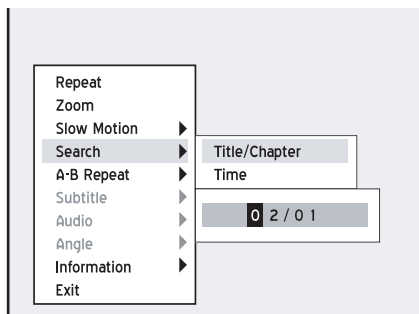 Repeat
Zoom
Slow Motion
Search
A-B Repeat
Subtitle
Audio
Angle
Information
Exit
Title/Chapter
Time
0 2 / 0 1